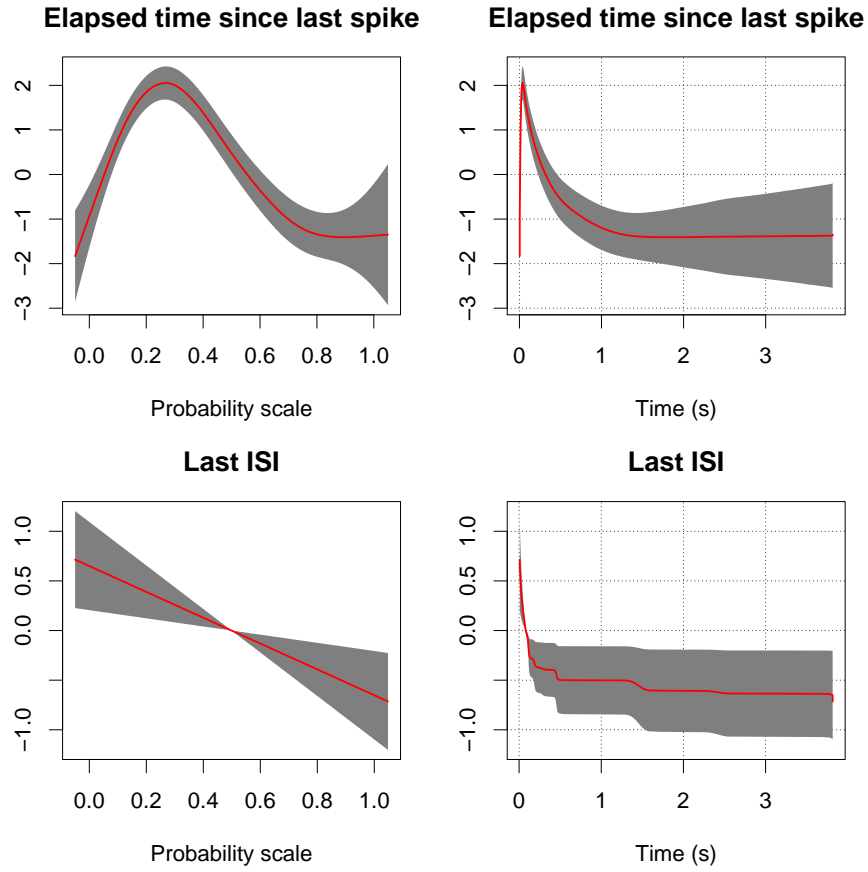 Elapsed time since last spike
Elapsed time since last spike
2
1
0
−1
−2
−3
0.0 0.2 0.4 0.6 0.8 1.0
Probability scale
2
1
0
−1
−2
−3
0 1 2 3
Time (s)
Last ISI
Last ISI
1.0
0.5
0.0
−1.0
0.0 0.2 0.4 0.6 0.8 1.0
Probability scale
1.0
0.5
0.0
−1.0
0 1 2 3
Time (s)